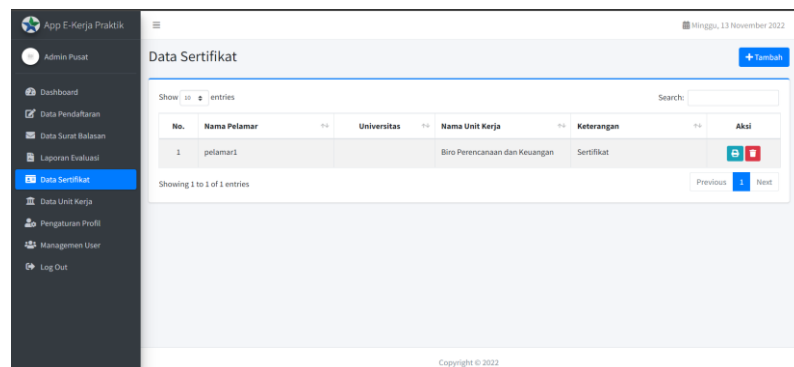 App E-Kerja Praktik
Minggu, 13 November 2022
Admin Pusat
Dashboard
Data Pendaftaran
Data Surat Balasan
Laporan Evaluasi
Data Sertifikat
Data Unit Kerja
Pengaturan Profil
Managemen User
Log Out
Data Sertifikat
Tambah
Show 10 entries
Search:
No. Nama Pelamar Universitas Nama Unit Kerja Keterangan Aksi
1 pelamar1 Biro Perencanaan dan Keuangan Sertifikat
Showing 1 to 1 of 1 entries
Previous 1 Next
Copyright © 2022